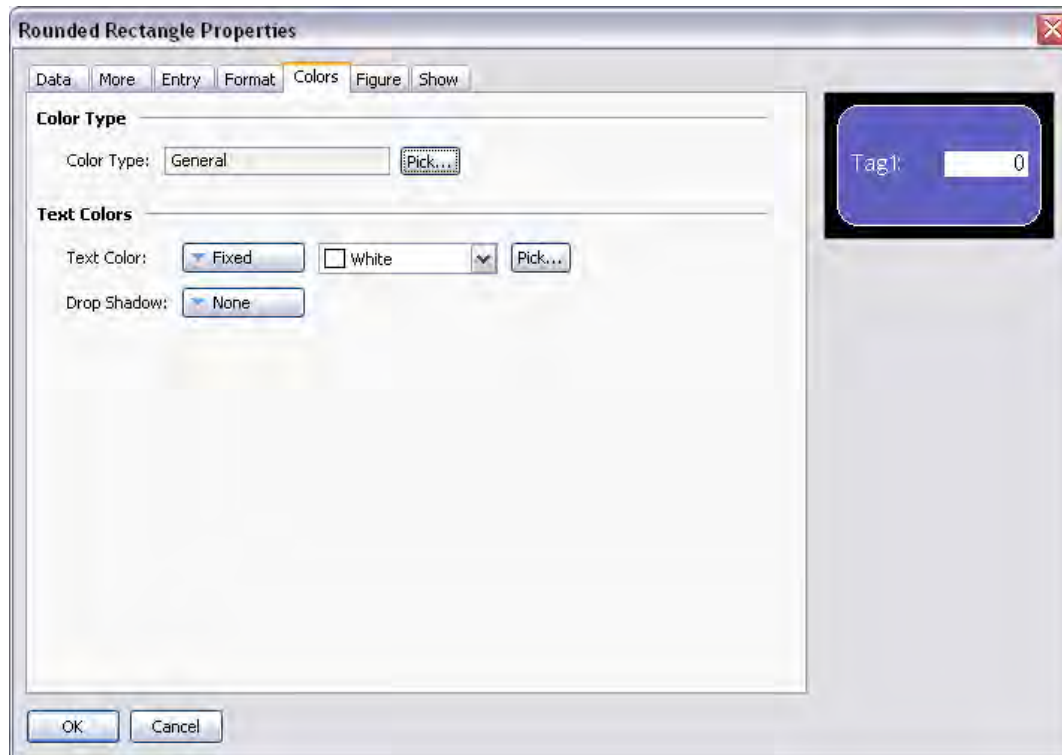 Rounded Rectangle Properties
Data More Entry Format Colors Figure Show
Color Type
Color Type: General Pick...
Text Colors
Text Color: Fixed White Pick...
Drop Shadow: None
Tag1: 0
OK Cancel